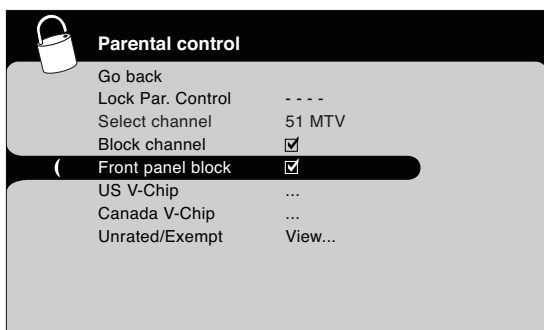 Parental control
Go back
Lock Par. Control - - - -
Select channel 51 MTV
Block channel ☑
Front panel block ☑
US V-Chip ...
Canada V-Chip ...
Unrated/Exempt View...